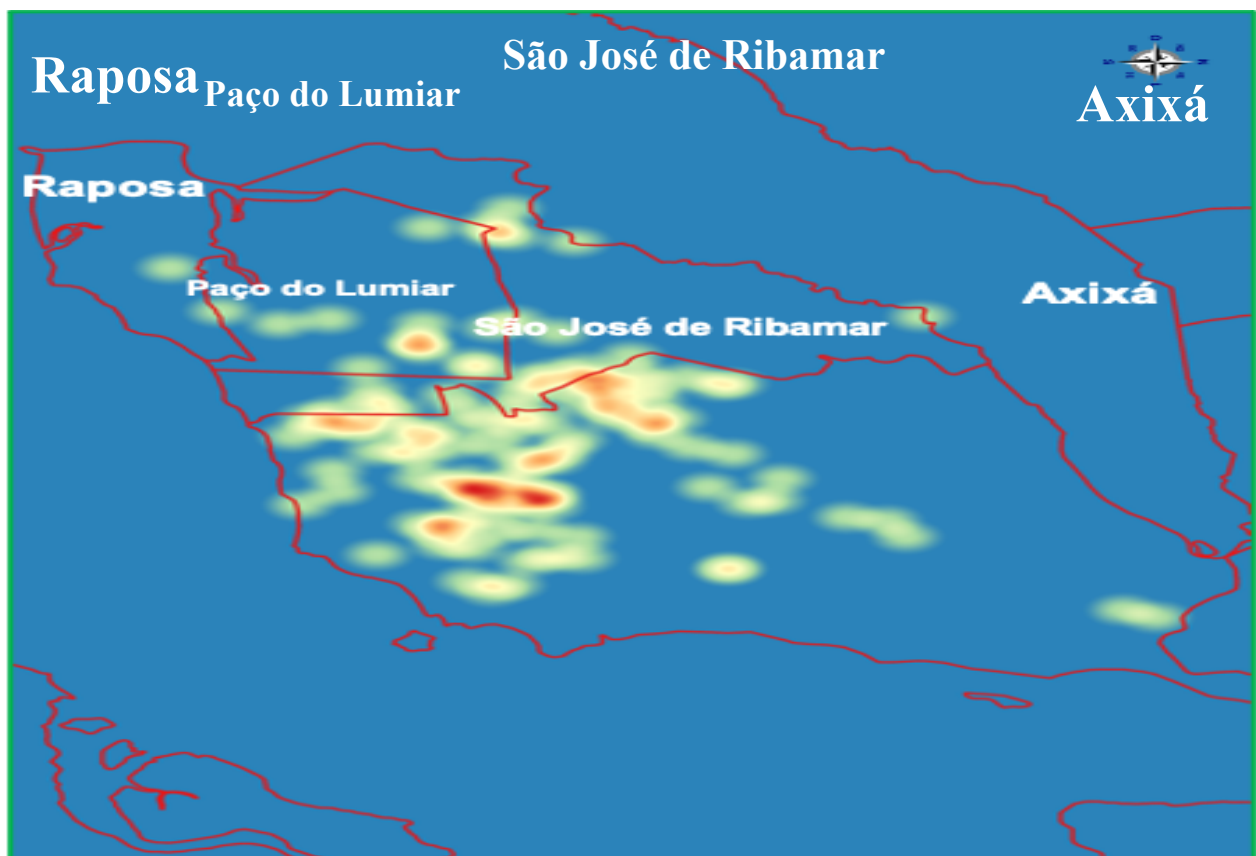 São José de Ribamar
Raposa
Paço do Lumiar
Axixá
Raposa
Paço do Lumiar
Axixá
São José de Ribamar